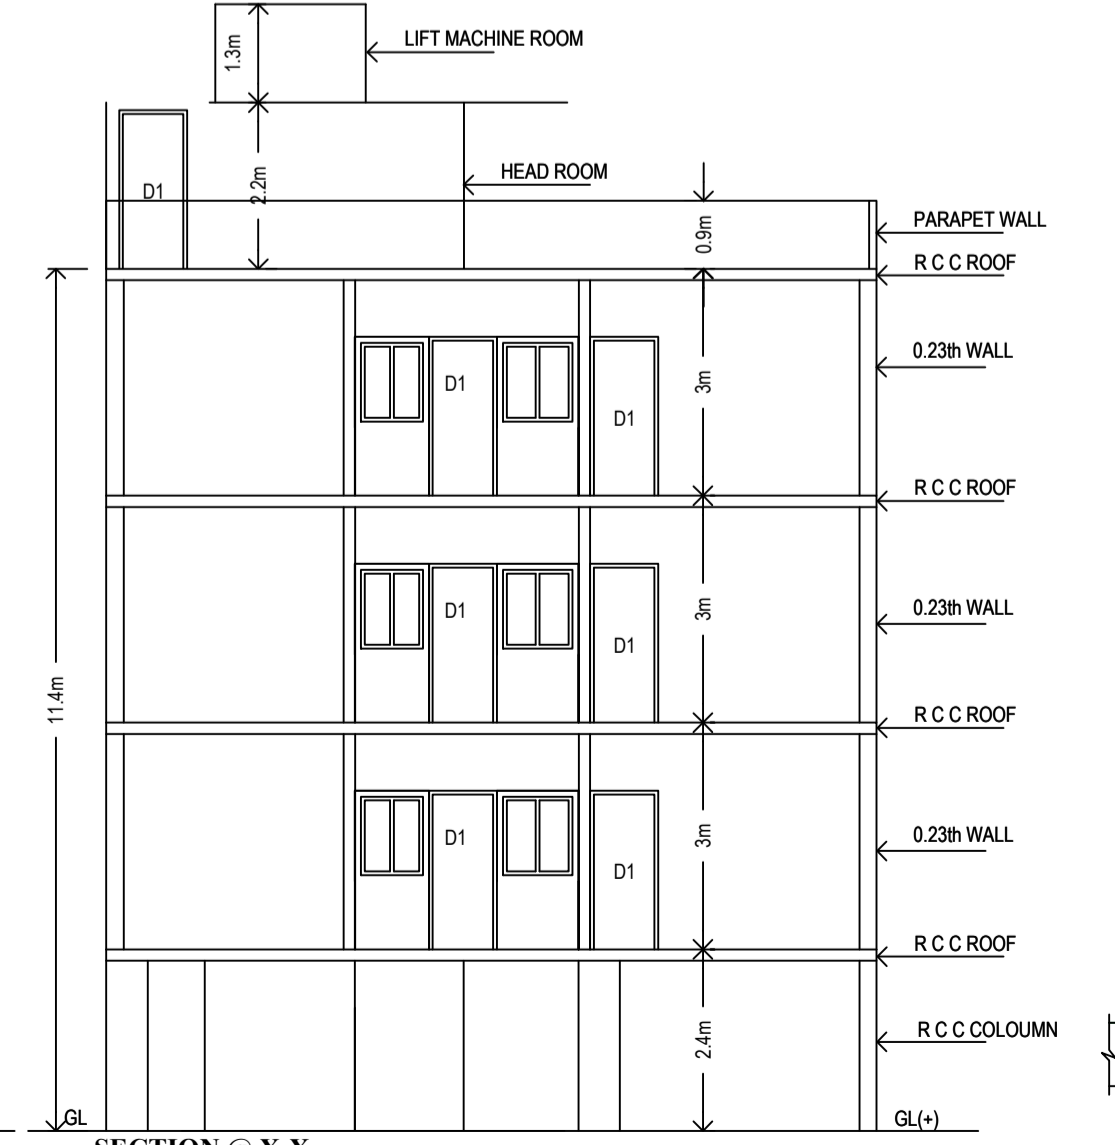 1.3m
LIFT MACHINE ROOM
D1
2.2m
HEAD ROOM
0.9m
PARAPET WALL
R C C ROOF
0.23th WALL
D1
3m
D1
R C C ROOF
0.23th WALL
D1
3m
D1
11.4m
R C C ROOF
0.23th WALL
D1
3m
D1
R C C ROOF
2.4m
R C C COLOUMN
GL
GL(+)